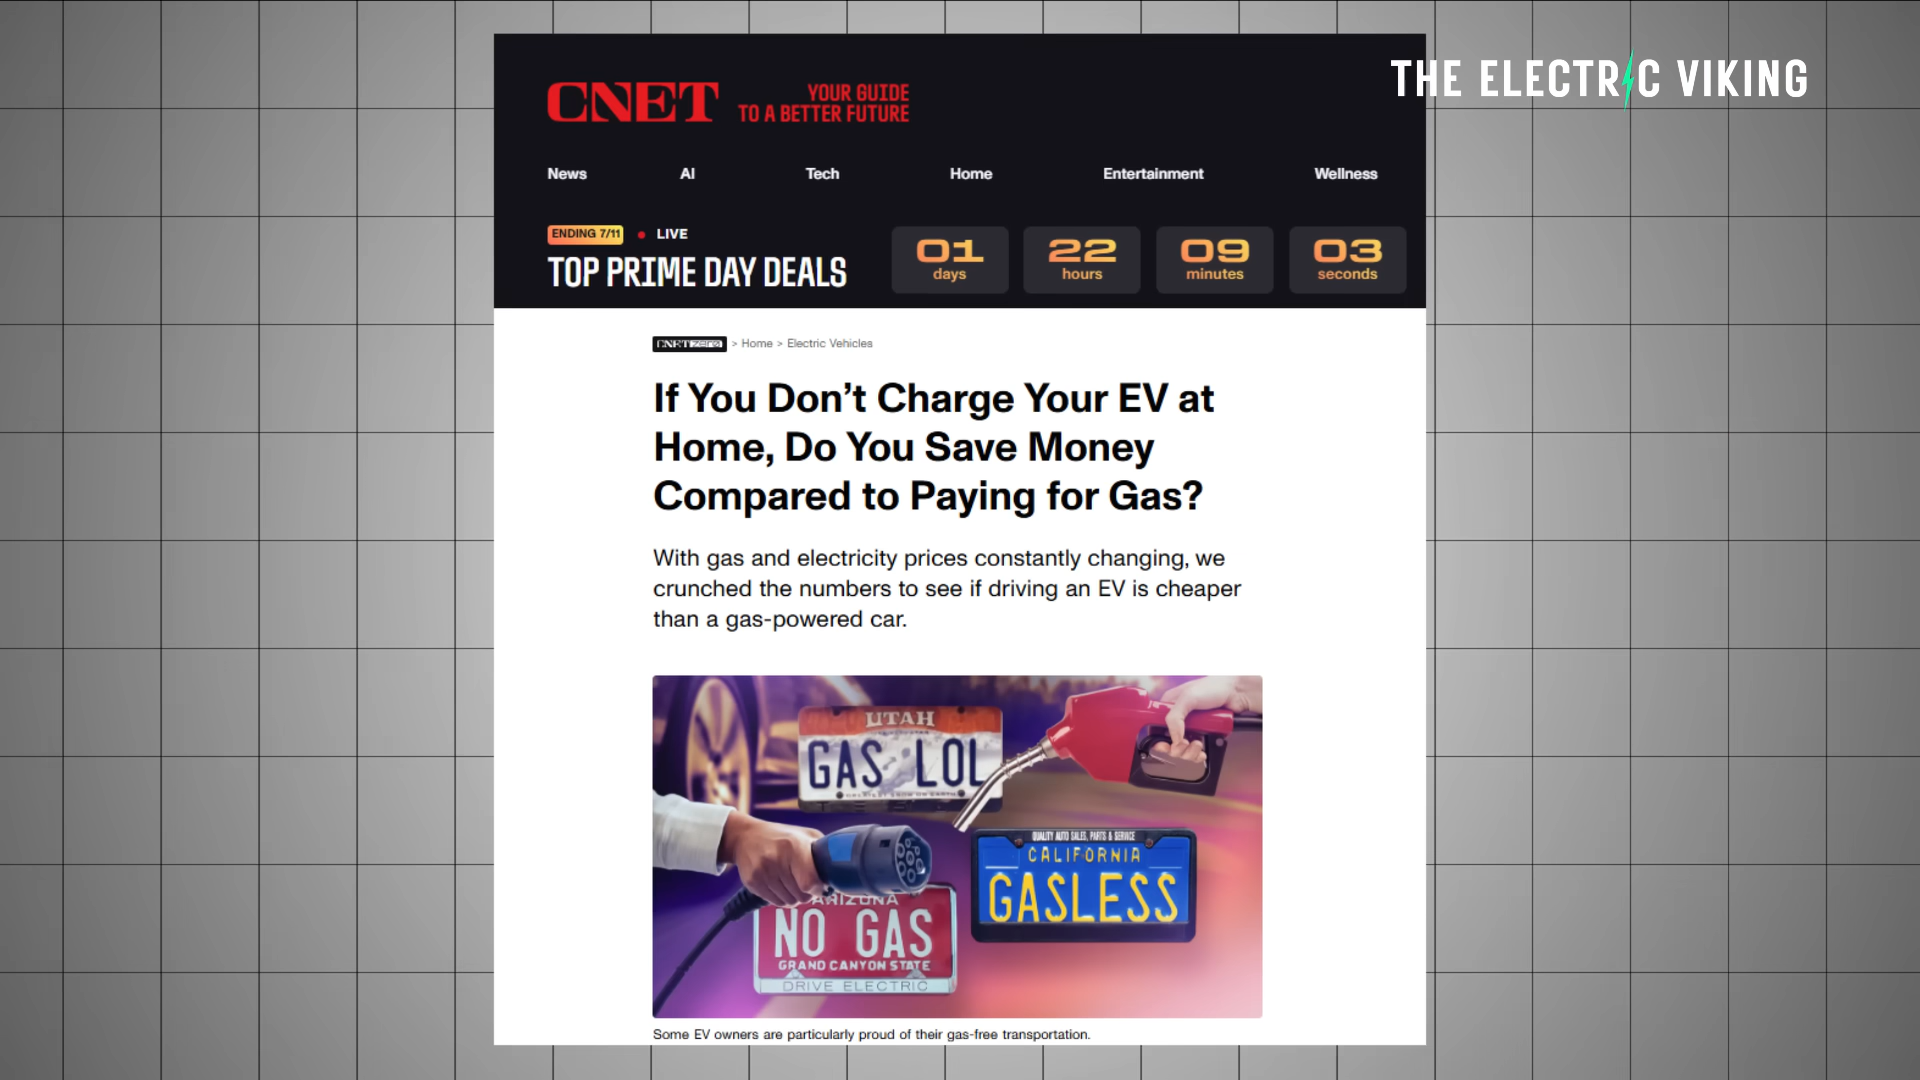 THE ELECTRIC VIKING
CNET
YOUR GUIDE
TO A BETTER FUTURE
News
AI
Tech
Home
Entertainment
Wellness
ENDING 7/11
LIVE
TOP PRIME DAY DEALS
01
days
22
hours
09
minutes
03
seconds
CNET zero > Home > Electric Vehicles
If You Don’t Charge Your EV at
Home, Do You Save Money
Compared to Paying for Gas?
With gas and electricity prices constantly changing, we
crunched the numbers to see if driving an EV is cheaper
than a gas-powered car.
UTAH
GAS LOL
QUALITY AUTO SALES, PARTS & SERVICE
CALIFORNIA
GASLESS
ARIZONA
NO GAS
GRAND CANYON STATE
DRIVE ELECTRIC
Some EV owners are particularly proud of their gas-free transportation.